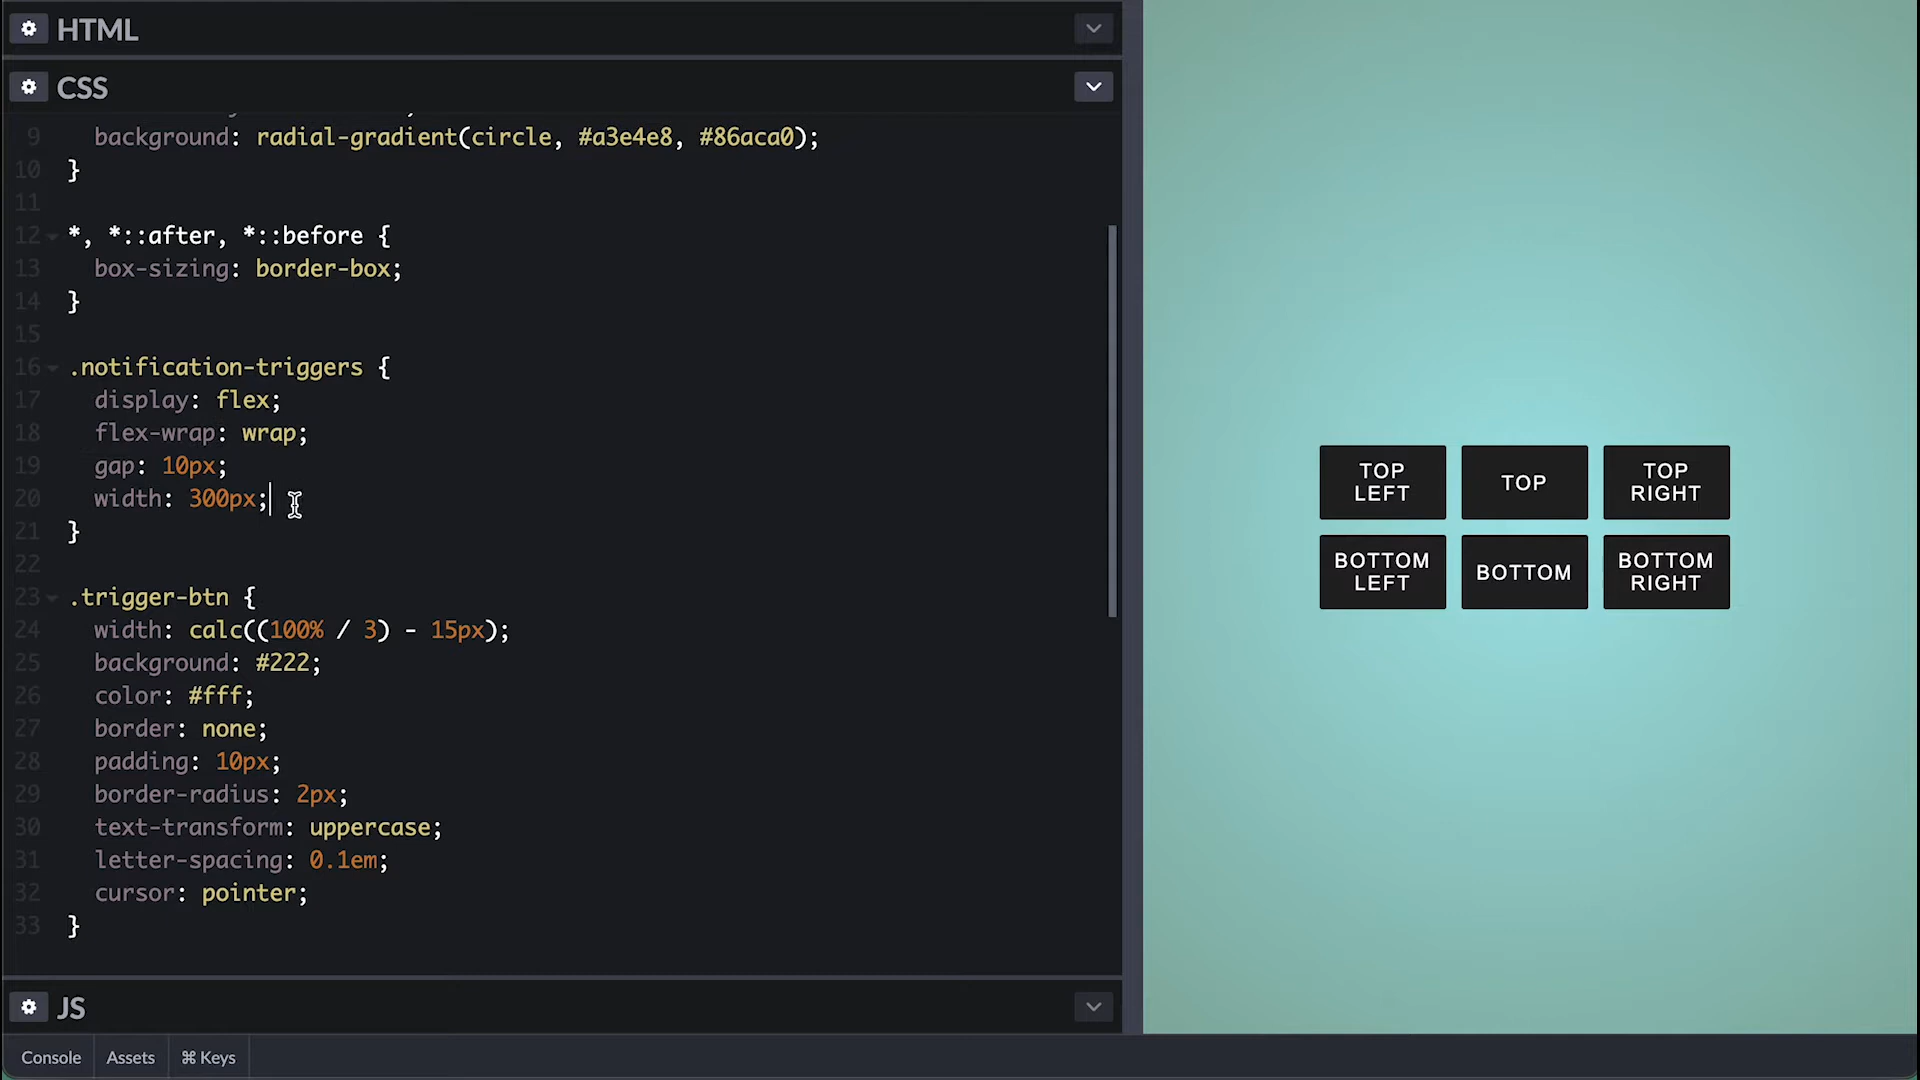 HTML
CSS
9 background: radial-gradient(circle, #a3e4e8, #86aca0);
10 }
11
12 *, *::after, *::before {
13 box-sizing: border-box;
14 }
15
16 .notification-triggers {
17 display: flex;
18 flex-wrap: wrap;
19 gap: 10px;
20 width: 300px;
21 }
22
23 .trigger-btn {
24 width: calc((100% / 3) - 15px);
25 background: #222;
26 color: #fff;
27 border: none;
28 padding: 10px;
29 border-radius: 2px;
30 text-transform: uppercase;
31 letter-spacing: 0.1em;
32 cursor: pointer;
33 }
JS
Console Assets ⌘ Keys
TOP
LEFT
TOP
TOP
RIGHT
BOTTOM
LEFT
BOTTOM
BOTTOM
RIGHT